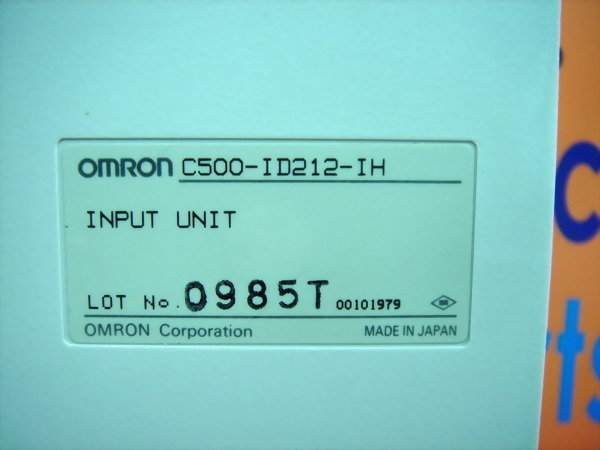 OMRON C500-ID212-IH
INPUT UNIT
LOT No. 0985T 00101979
OMRON Corporation MADE IN JAPAN